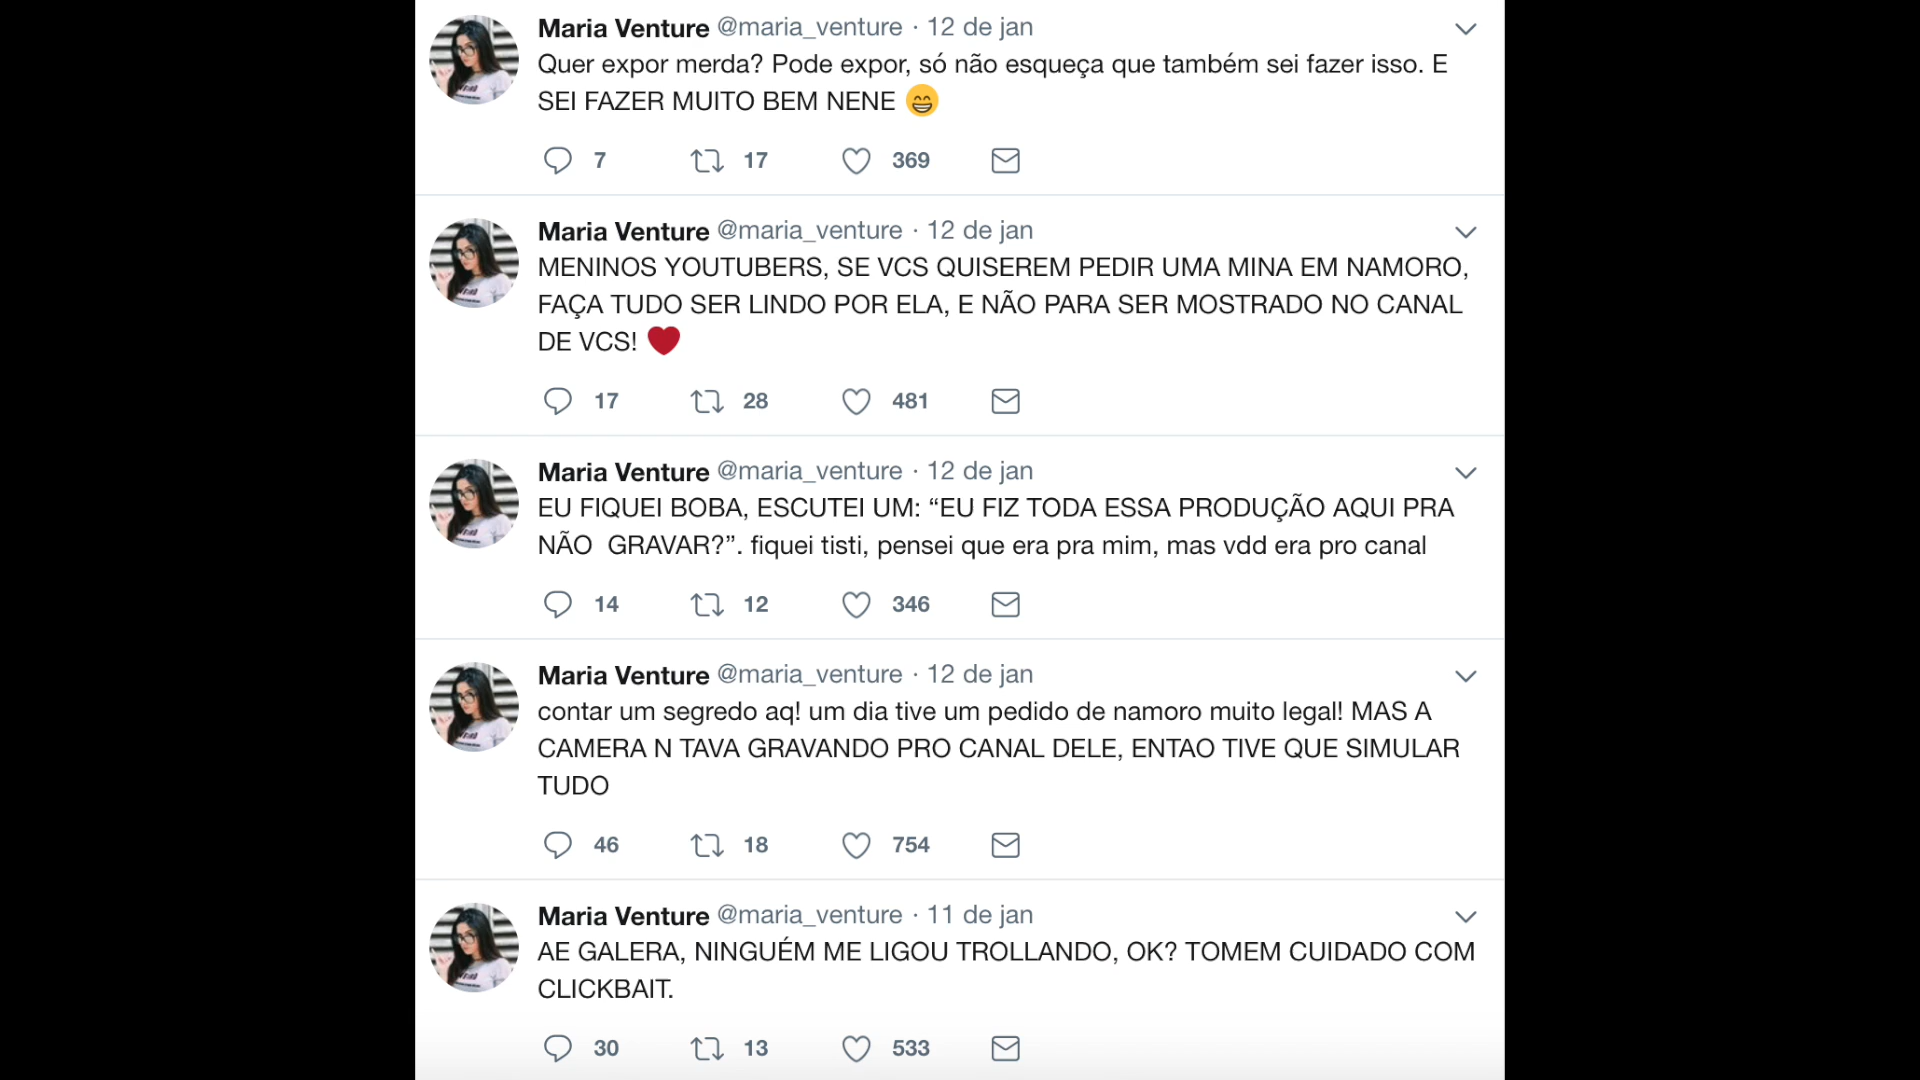 Maria Venture @maria_venture · 12 de jan
Quer expor merda? Pode expor, só não esqueça que também sei fazer isso. E
SEI FAZER MUITO BEM NENE 😁
7 17 369
Maria Venture @maria_venture · 12 de jan
MENINOS YOUTUBERS, SE VCS QUISEREM PEDIR UMA MINA EM NAMORO,
FAÇA TUDO SER LINDO POR ELA, E NÃO PARA SER MOSTRADO NO CANAL
DE VCS! ❤️
17 28 481
Maria Venture @maria_venture · 12 de jan
EU FIQUEI BOBA, ESCUTEI UM: “EU FIZ TODA ESSA PRODUÇÃO AQUI PRA
NÃO  GRAVAR?”. fiquei tisti, pensei que era pra mim, mas vdd era pro canal
14 12 346
Maria Venture @maria_venture · 12 de jan
contar um segredo aq! um dia tive um pedido de namoro muito legal! MAS A
CAMERA N TAVA GRAVANDO PRO CANAL DELE, ENTAO TIVE QUE SIMULAR
TUDO
46 18 754
Maria Venture @maria_venture · 11 de jan
AE GALERA, NINGUÉM ME LIGOU TROLLANDO, OK? TOMEM CUIDADO COM
CLICKBAIT.
30 13 533